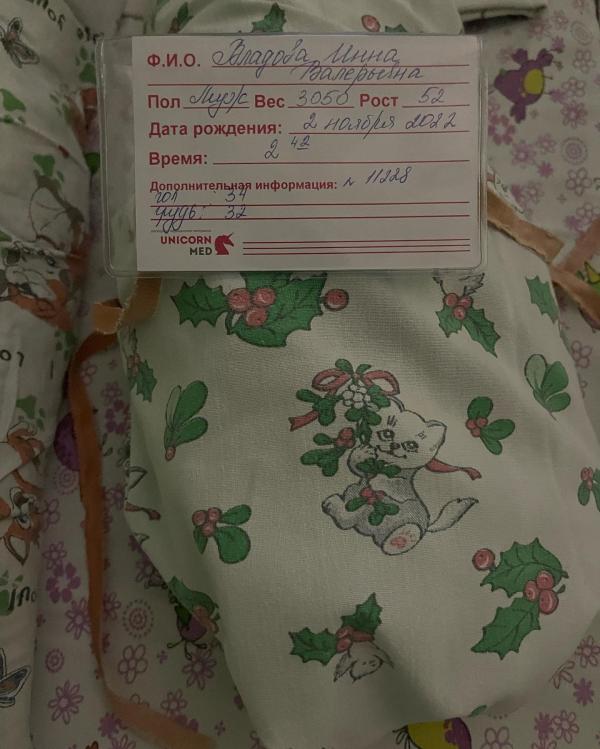 Ф.И.О. Владова Инна
Валерьевна
Пол Муж Вес 3050 Рост 52
Дата рождения: 2 ноября 2022
Время: 2 42
Дополнительная информация: № 11228
гол 34
грудь: 32
UNICORN
MED